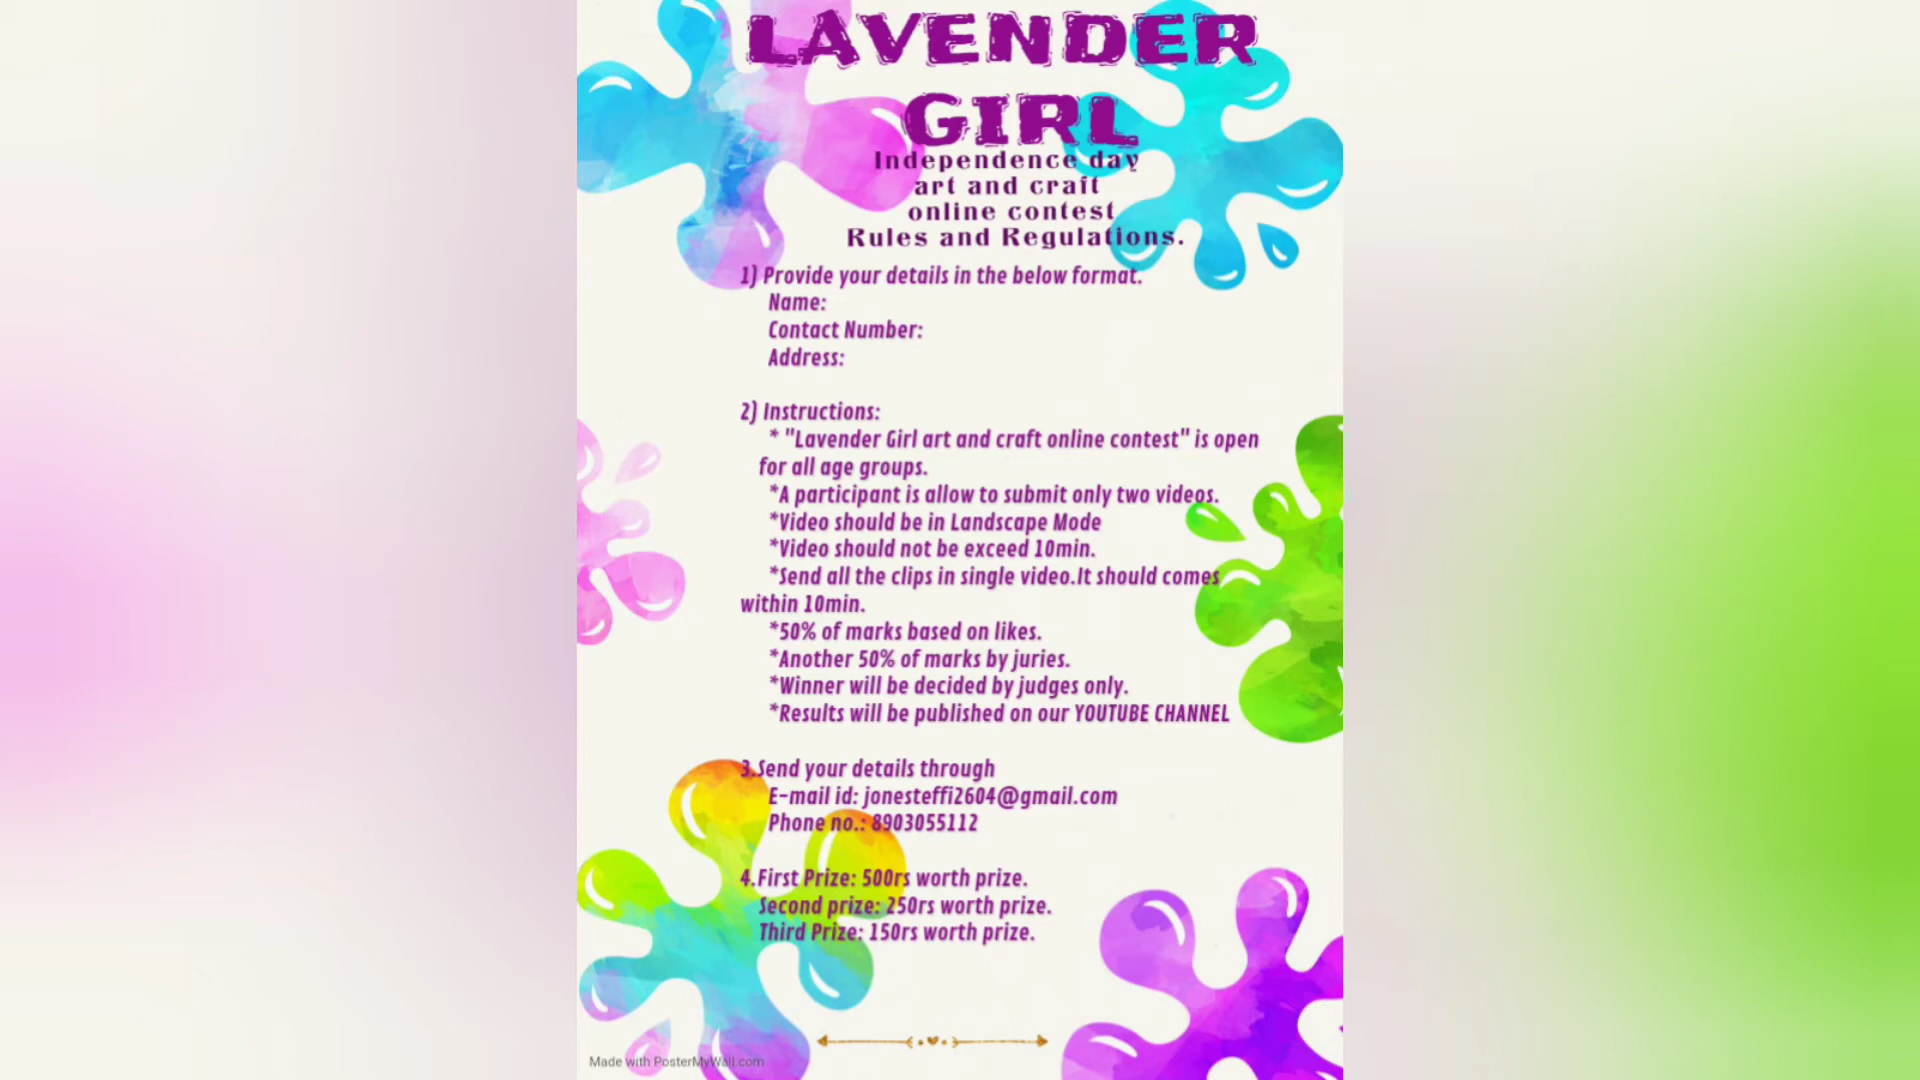 LAVENDER
GIRL
Independence day
art and craft
online contest
Rules and Regulations.
1) Provide your details in the below format.
Name:
Contact Number:
Address:
2) Instructions:
* "Lavender Girl art and craft online contest" is open
for all age groups.
*A participant is allow to submit only two videos.
*Video should be in Landscape Mode
*Video should not be exceed 10min.
*Send all the clips in single video.It should comes
within 10min.
*50% of marks based on likes.
*Another 50% of marks by juries.
*Winner will be decided by judges only.
*Results will be published on our YOUTUBE CHANNEL
3.Send your details through
E-mail id: jonesteffi2604@gmail.com
Phone no.: 8903055112
4.First Prize: 500rs worth prize.
Second prize: 250rs worth prize.
Third Prize: 150rs worth prize.
Made with PosterMyWall.com